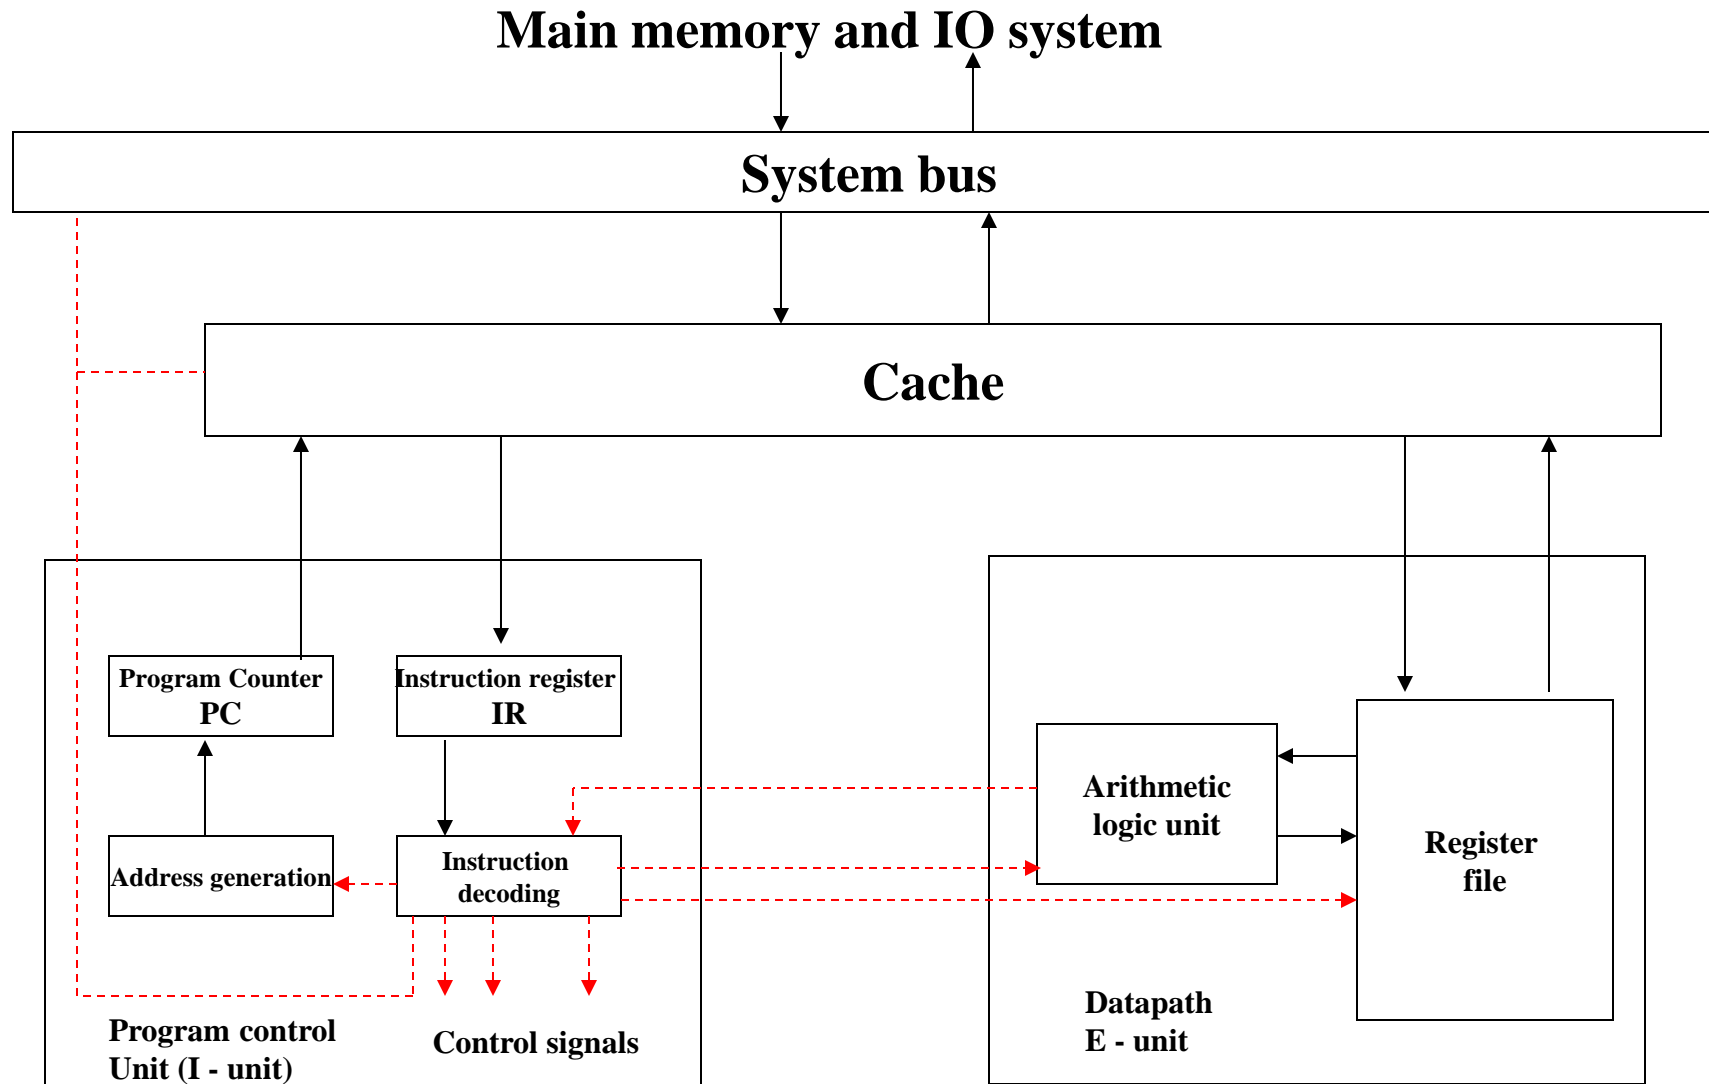 Main memory and IO system
System bus
Cache
Program Counter
PC
Instruction register
IR
Arithmetic
logic unit
Register
file
Address generation
Instruction
decoding
Datapath
E - unit
Program control
Unit (I - unit)
Control signals